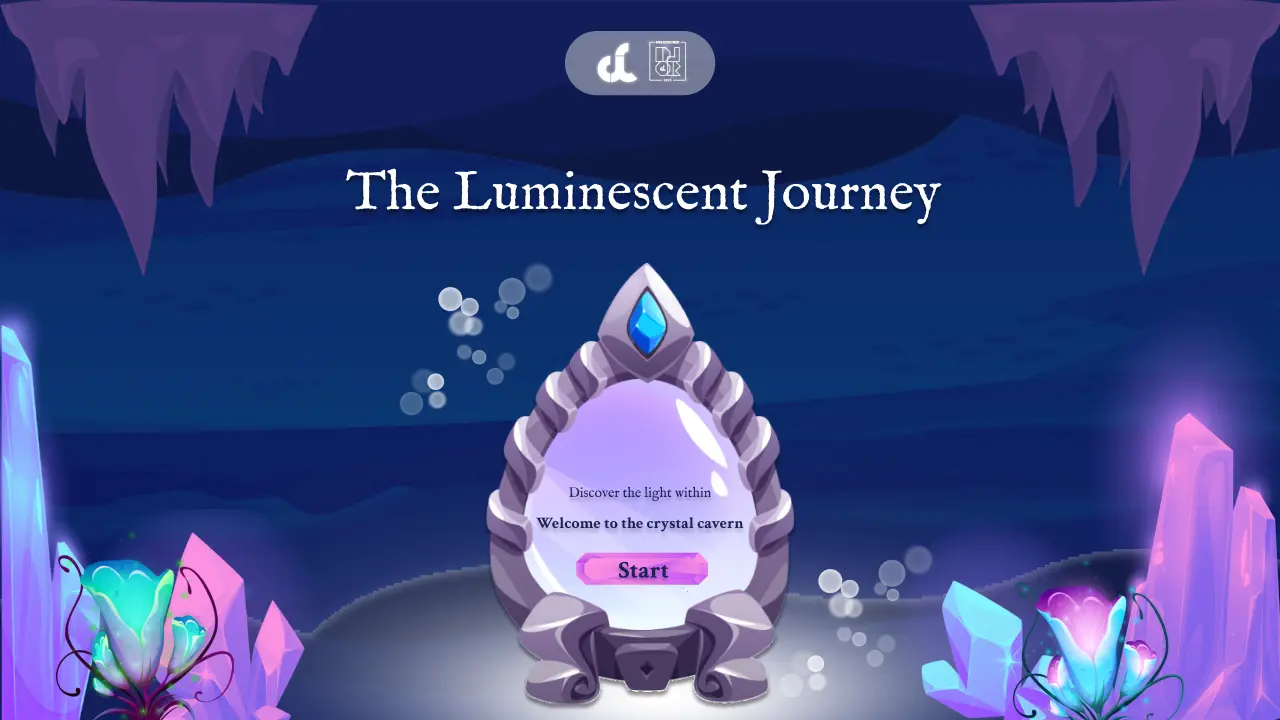 The Luminescent Journey
Discover the light within
Welcome to the crystal cavern
Start